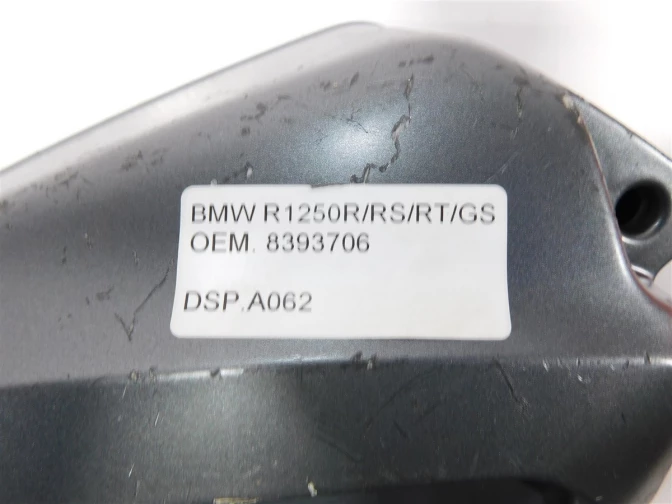 BMW R1250R/RS/RT/GS
OEM. 8393706
DSP.A062